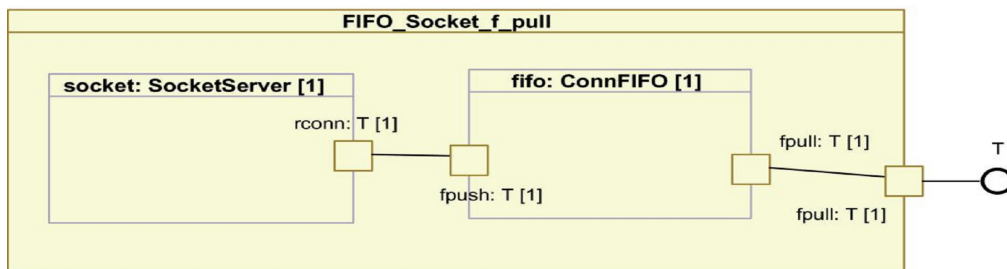 FIFO_Socket_f_pull
socket: SocketServer [1]
fifo: ConnFIFO [1]
rconn: T [1]
fpull: T [1]
T
fpush: T [1]
fpull: T [1]